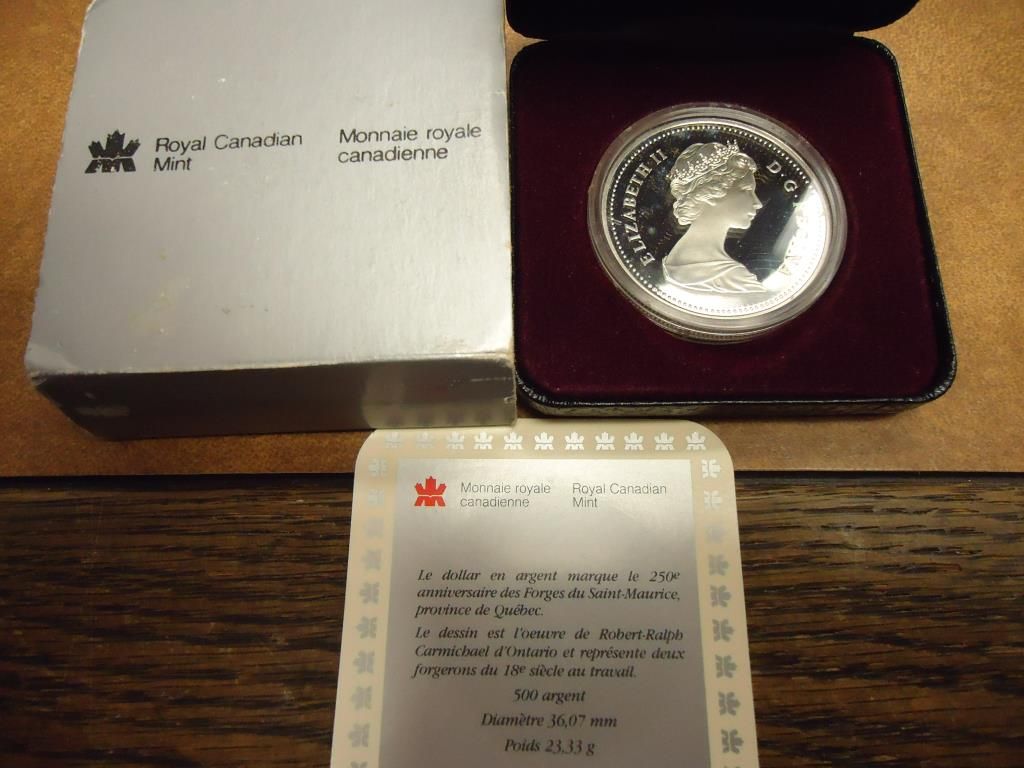 Royal Canadian
Mint
Monnaie royale
canadienne
ELIZABETH II D.G. REGINA
Monnaie royale
canadienne
Royal Canadian
Mint
Le dollar en argent marque le 250e
anniversaire des Forges du Saint-Maurice,
province de Québec.
Le dessin est l'oeuvre de Robert-Ralph
Carmichael d'Ontario et représente deux
forgerons du 18e siècle au travail.
500 argent
Diamètre 36,07 mm
Poids 23,33 g